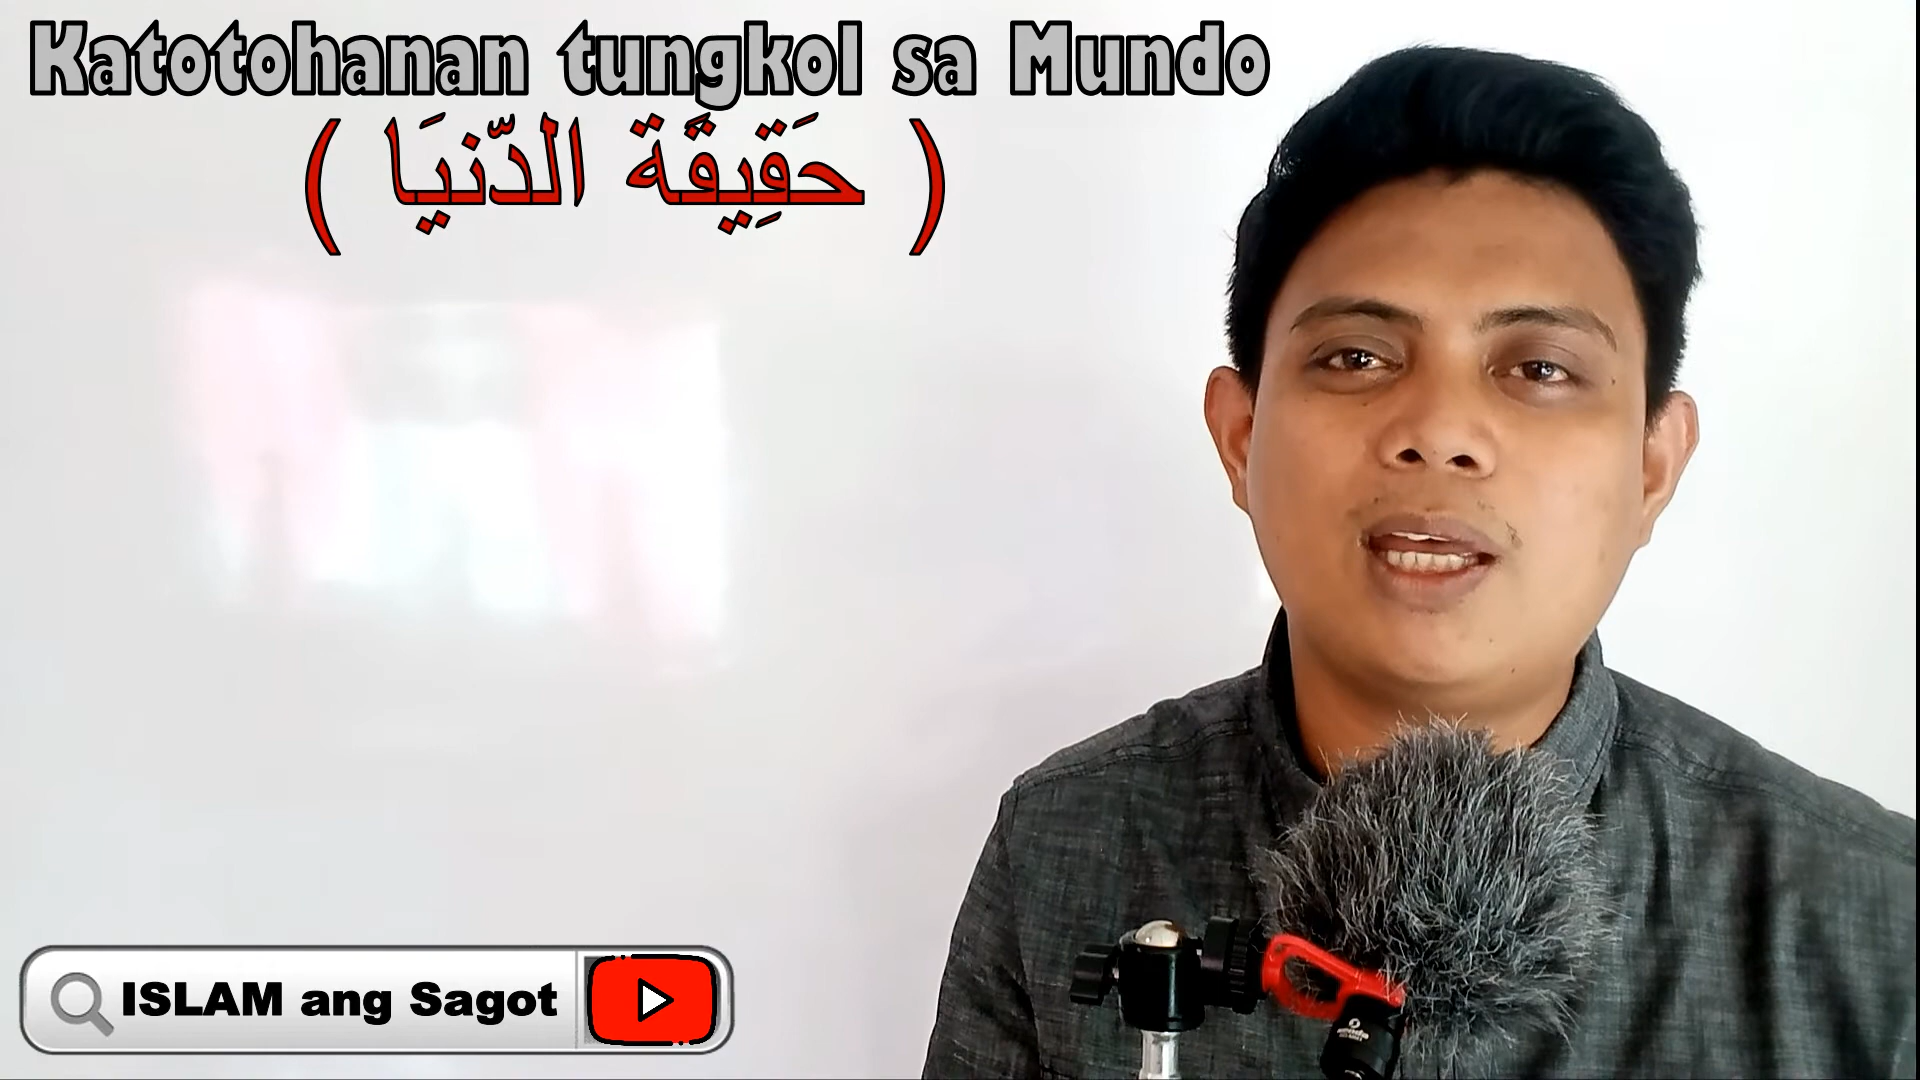 Katotohanan tungkol sa Mundo
( حَقِيقَة الدّنيَا )
ISLAM ang Sagot